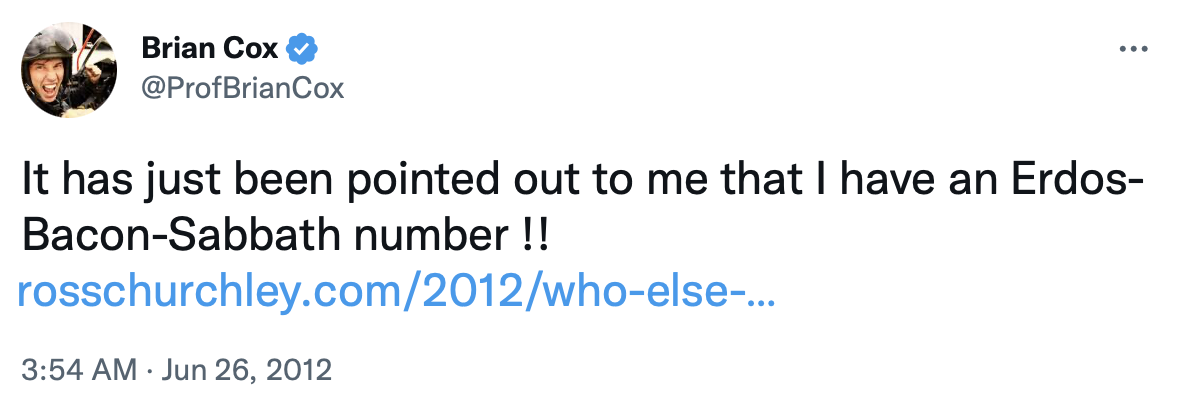 Brian Cox
@ProfBrianCox
It has just been pointed out to me that I have an Erdos-
Bacon-Sabbath number !!
rosschurchley.com/2012/who-else-...
3:54 AM · Jun 26, 2012